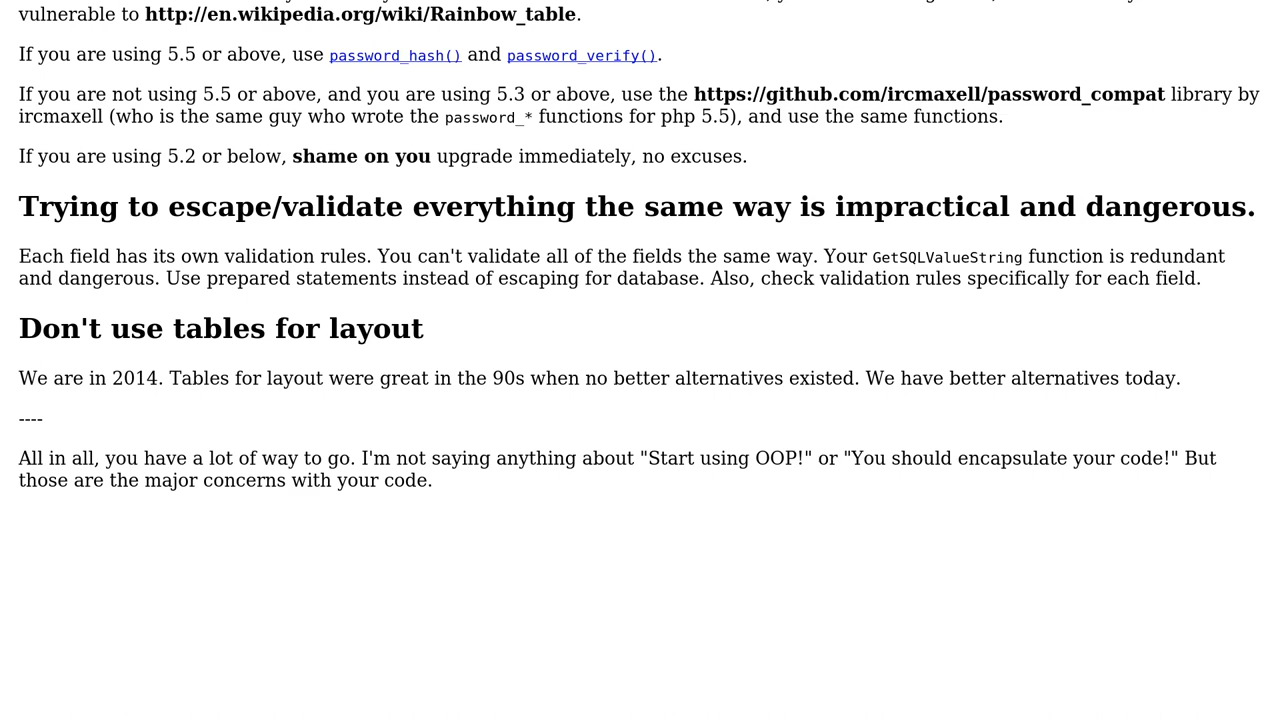 vulnerable to http://en.wikipedia.org/wiki/Rainbow_table.
If you are using 5.5 or above, use password_hash() and password_verify().
If you are not using 5.5 or above, and you are using 5.3 or above, use the https://github.com/ircmaxell/password_compat library by
ircmaxell (who is the same guy who wrote the password_* functions for php 5.5), and use the same functions.
If you are using 5.2 or below, shame on you upgrade immediately, no excuses.
Trying to escape/validate everything the same way is impractical and dangerous.
Each field has its own validation rules. You can't validate all of the fields the same way. Your GetSQLValueString function is redundant
and dangerous. Use prepared statements instead of escaping for database. Also, check validation rules specifically for each field.
Don't use tables for layout
We are in 2014. Tables for layout were great in the 90s when no better alternatives existed. We have better alternatives today.
----
All in all, you have a lot of way to go. I'm not saying anything about "Start using OOP!" or "You should encapsulate your code!" But
those are the major concerns with your code.